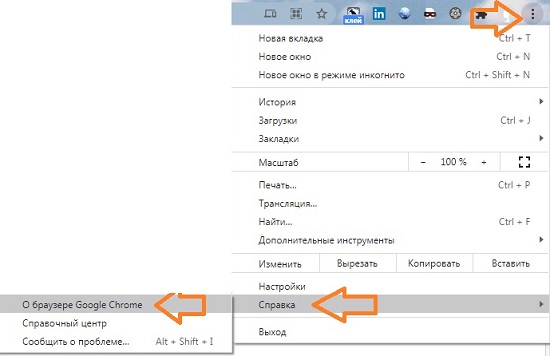 клей
in
Новая вкладка Ctrl + T
Новое окно Ctrl + N
Новое окно в режиме инкогнито Ctrl + Shift + N
История
Загрузки Ctrl + J
Закладки
Масштаб − 100 % +
Печать... Ctrl + P
Трансляция...
Найти... Ctrl + F
Дополнительные инструменты
Изменить Вырезать Копировать Вставить
Настройки
Справка
Выход
О браузере Google Chrome
Справочный центр
Сообщить о проблеме... Alt + Shift + I